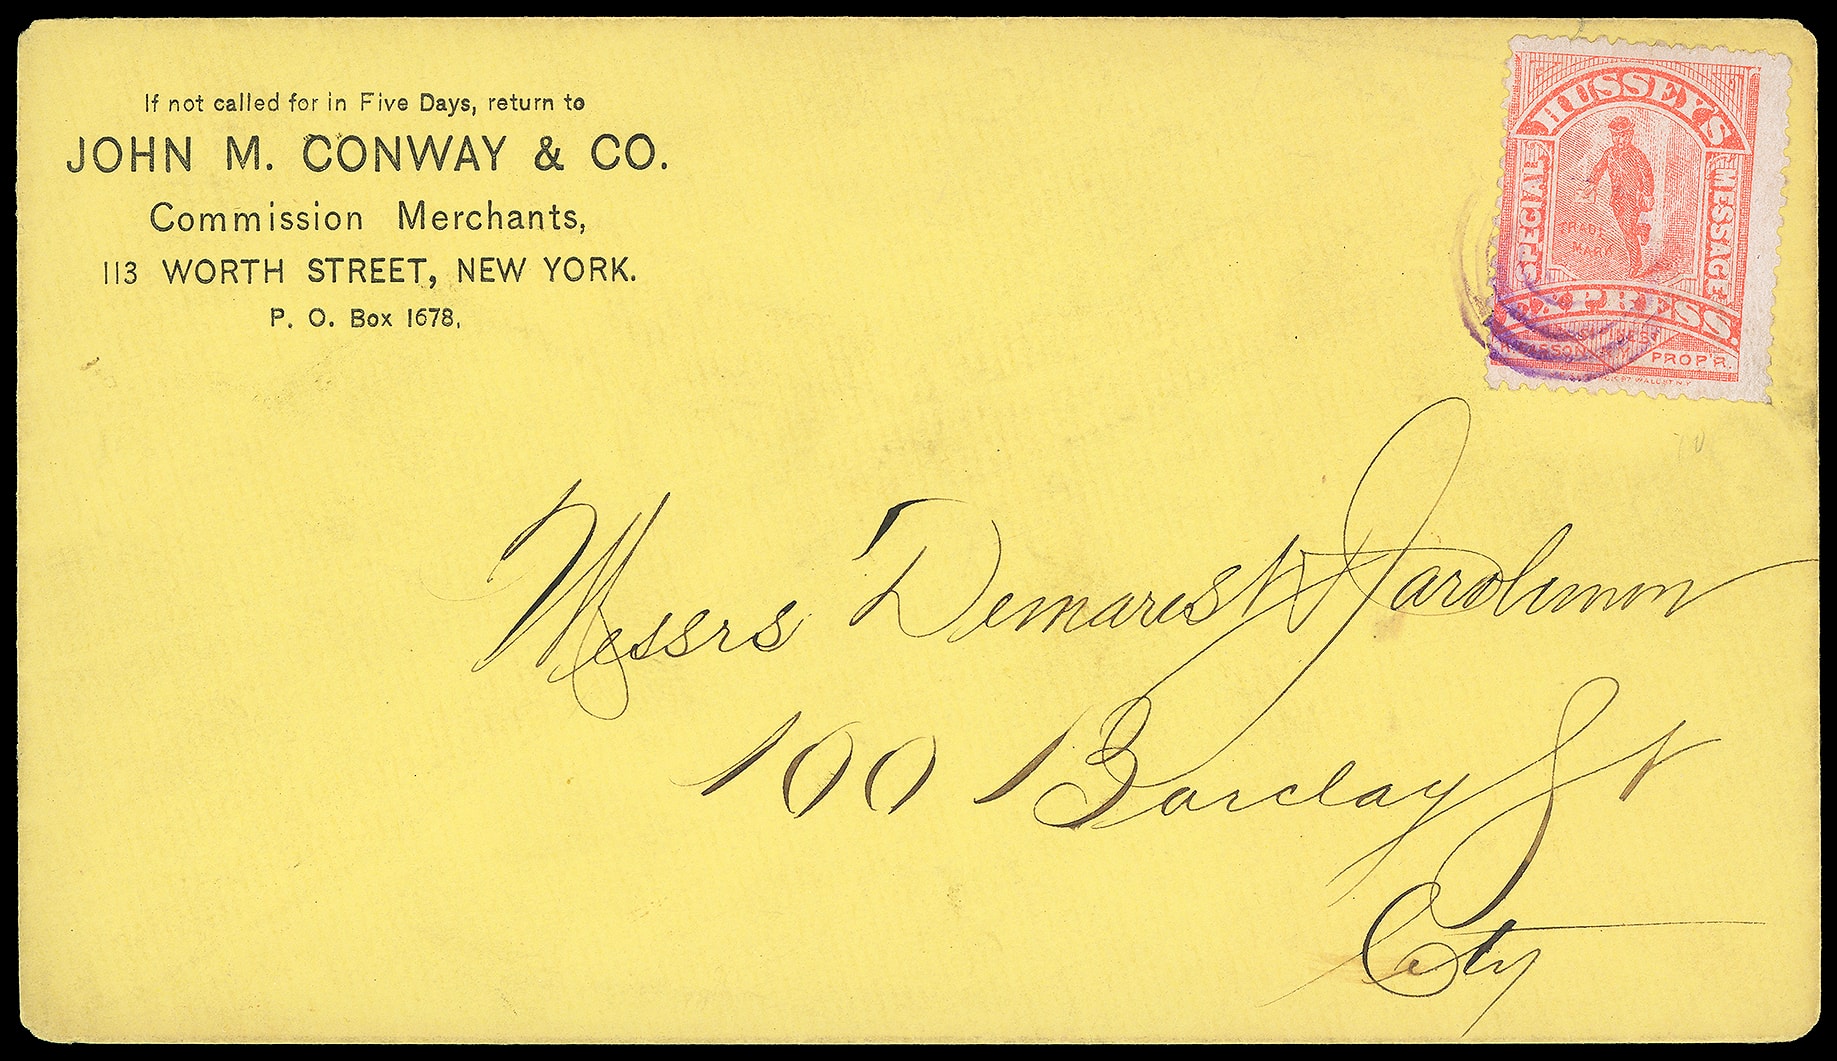 If not called for in Five Days, return to
JOHN M. CONWAY & CO.
Commission Merchants,
113 WORTH STREET, NEW YORK.
P. O. Box 1678,
HUSSEY'S
SPECIAL
MESSAGE
TRADE
MARK
EXPRESS.
PROP'R.
Messrs Demarest &
100 Barclay St
City